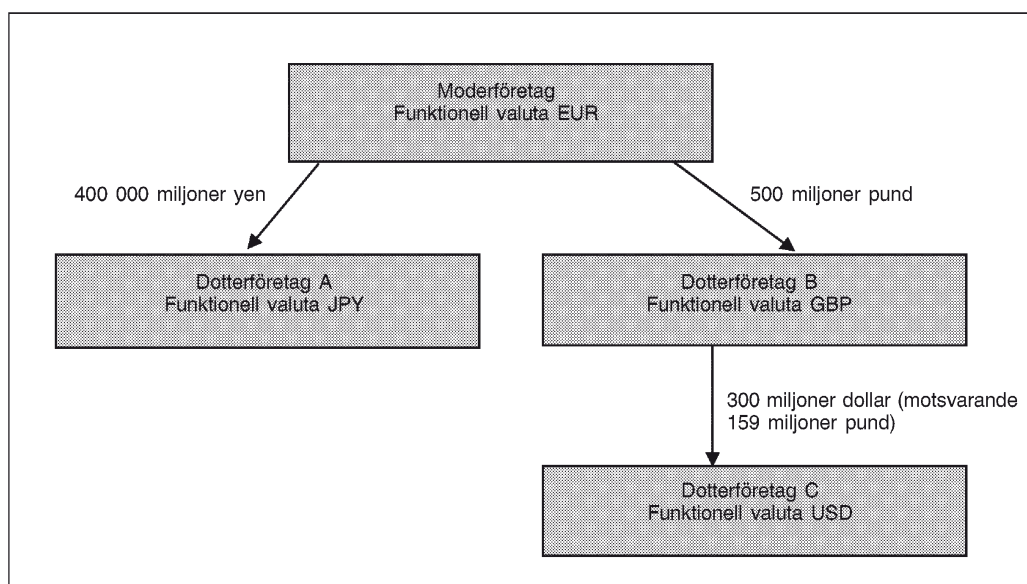 Moderföretag
Funktionell valuta EUR
400 000 miljoner yen
500 miljoner pund
Dotterföretag A
Funktionell valuta JPY
Dotterföretag B
Funktionell valuta GBP
300 miljoner dollar (motsvarande
159 miljoner pund)
Dotterföretag C
Funktionell valuta USD